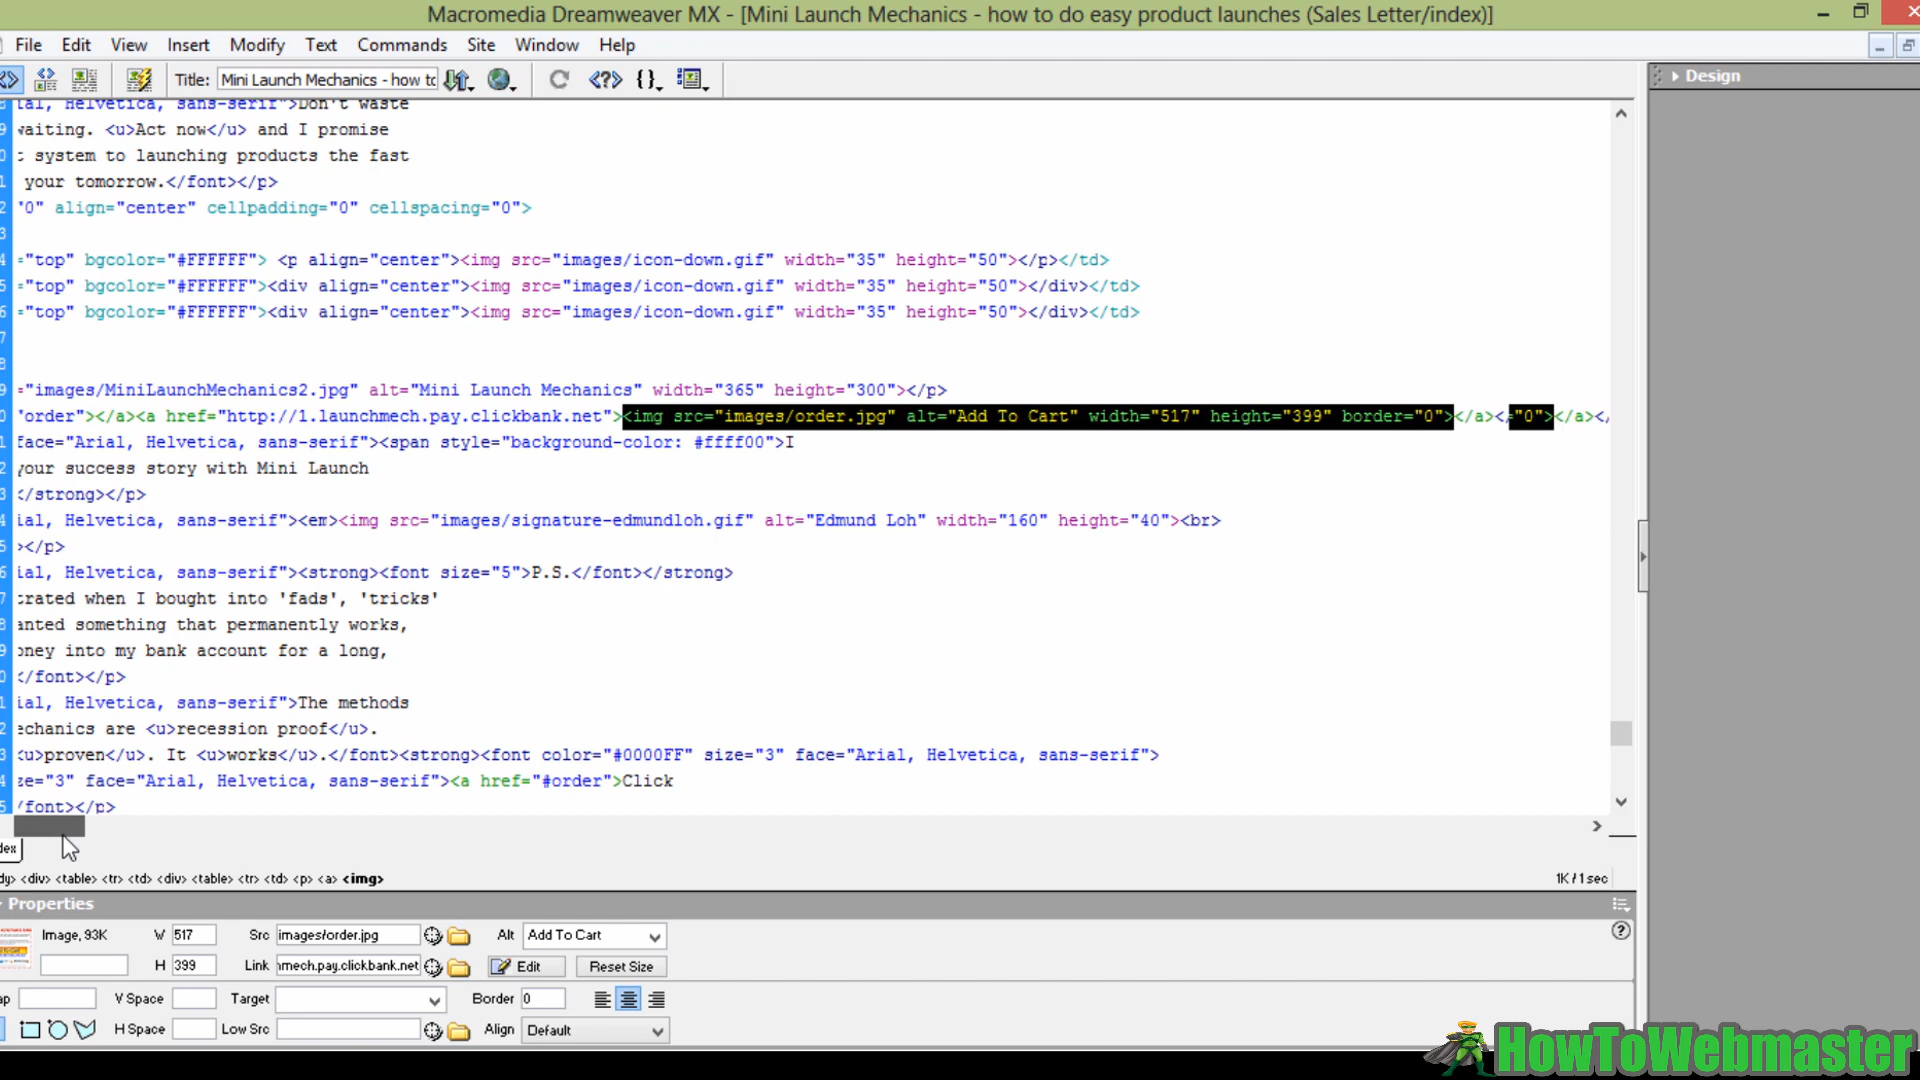 Macromedia Dreamweaver MX - [Mini Launch Mechanics - how to do easy product launches (Sales Letter/index)]
File Edit View Insert Modify Text Commands Site Window Help
Title: Mini Launch Mechanics - how to
Design
ial, Helvetica, sans-serif">Don't waste
waiting. <u>Act now</u> and I promise
t system to launching products the fast
your tomorrow.</font></p>
"0" align="center" cellpadding="0" cellspacing="0">
="top" bgcolor="#FFFFFF"> <p align="center"><img src="images/icon-down.gif" width="35" height="50"></p></td>
="top" bgcolor="#FFFFFF"><div align="center"><img src="images/icon-down.gif" width="35" height="50"></div></td>
="top" bgcolor="#FFFFFF"><div align="center"><img src="images/icon-down.gif" width="35" height="50"></div></td>
="images/MiniLaunchMechanics2.jpg" alt="Mini Launch Mechanics" width="365" height="300"></p>
"order"></a><a href="http://1.launchmech.pay.clickbank.net"><img src="images/order.jpg" alt="Add To Cart" width="517" height="399" border="0"></a><="0"></a></
face="Arial, Helvetica, sans-serif"><span style="background-color: #ffff00">I
your success story with Mini Launch
</strong></p>
ial, Helvetica, sans-serif"><em><img src="images/signature-edmundloh.gif" alt="Edmund Loh" width="160" height="40"><br>
></p>
ial, Helvetica, sans-serif"><strong><font size="5">P.S.</font></strong>
trated when I bought into 'fads', 'tricks'
anted something that permanently works,
oney into my bank account for a long,
</font></p>
ial, Helvetica, sans-serif">The methods
echanics are <u>recession proof</u>.
<u>proven</u>. It <u>works</u>.</font><strong><font color="#0000FF" size="3" face="Arial, Helvetica, sans-serif">
ze="3" face="Arial, Helvetica, sans-serif"><a href="#order">Click
/font></p>
dex
dy> <div> <table> <tr> <td> <div> <table> <tr> <td> <p> <a> <img>
1K / 1 sec
Properties
Image, 93K W 517 Src images/order.jpg Alt Add To Cart
H 399 Link hmech.pay.clickbank.net Edit Reset Size
ap V Space Target Border 0
H Space Low Src Align Default
HowToWebmaster